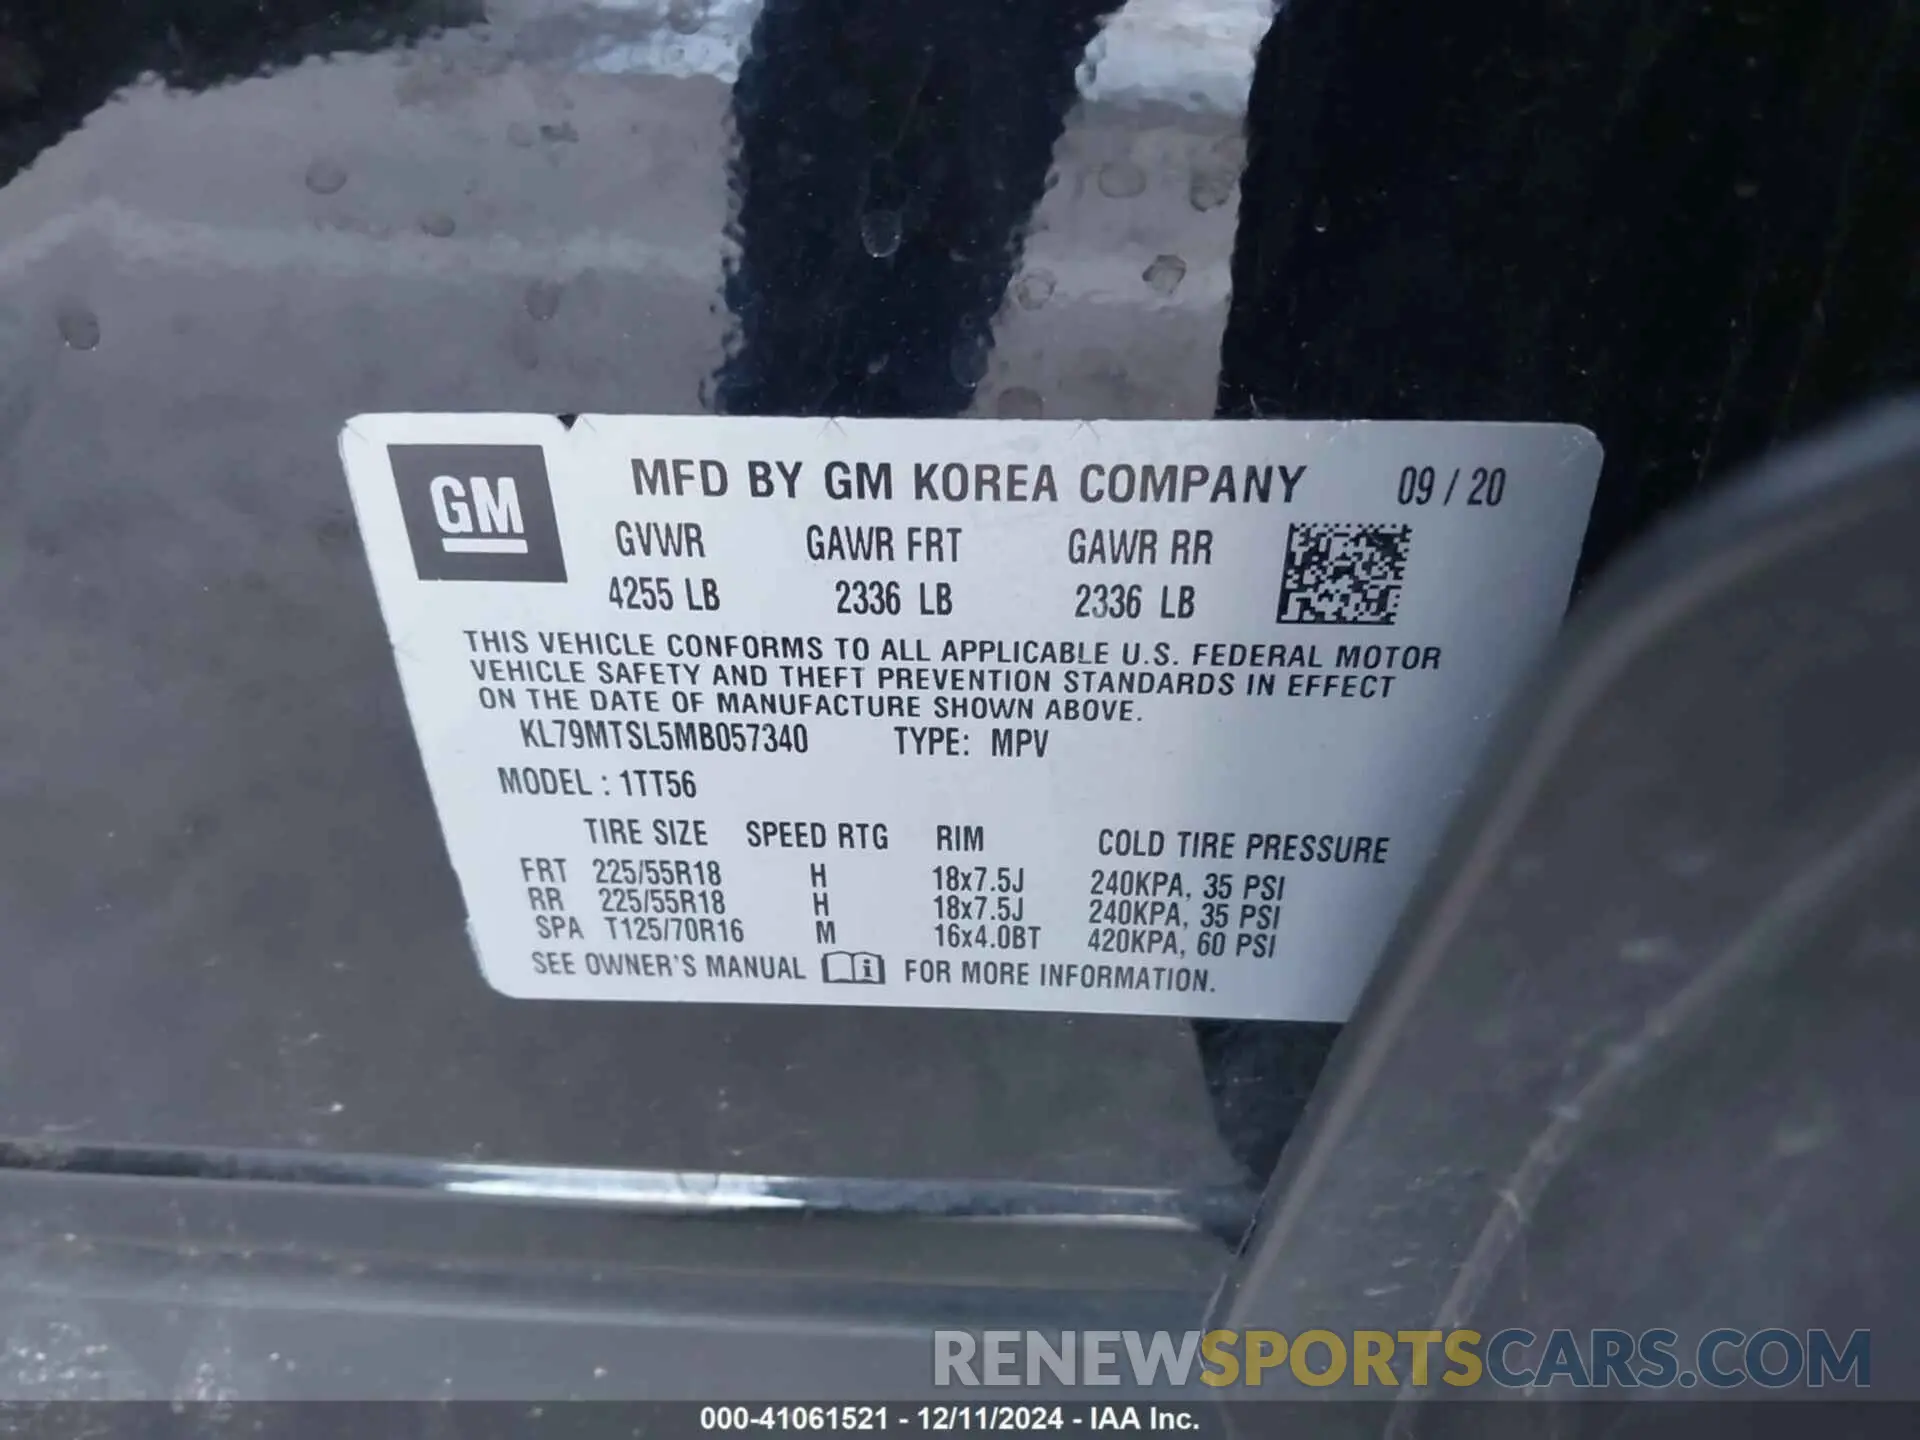 GM
MFD BY GM KOREA COMPANY 09 / 20
GVWR GAWR FRT GAWR RR
4255 LB 2336 LB 2336 LB
THIS VEHICLE CONFORMS TO ALL APPLICABLE U.S. FEDERAL MOTOR
VEHICLE SAFETY AND THEFT PREVENTION STANDARDS IN EFFECT
ON THE DATE OF MANUFACTURE SHOWN ABOVE.
KL79MTSL5MB057340 TYPE: MPV
MODEL : 1TT56
TIRE SIZE SPEED RTG RIM COLD TIRE PRESSURE
FRT 225/55R18 H 18x7.5J 240KPA, 35 PSI
RR 225/55R18 H 18x7.5J 240KPA, 35 PSI
SPA T125/70R16 M 16x4.0BT 420KPA, 60 PSI
SEE OWNER'S MANUAL i FOR MORE INFORMATION.
RENEWSPORTSCARS.COM
000-41061521 - 12/11/2024 - IAA Inc.